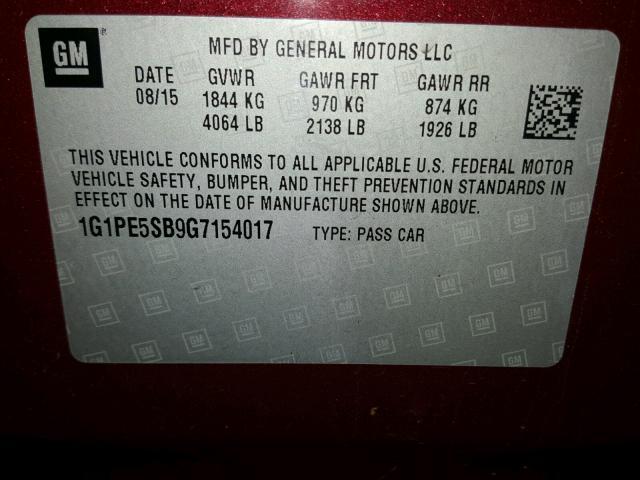 GM
MFD BY GENERAL MOTORS LLC
DATE GVWR GAWR FRT GAWR RR
08/15 1844 KG 970 KG 874 KG
4064 LB 2138 LB 1926 LB
THIS VEHICLE CONFORMS TO ALL APPLICABLE U.S. FEDERAL MOTOR
VEHICLE SAFETY, BUMPER, AND THEFT PREVENTION STANDARDS IN
EFFECT ON THE DATE OF MANUFACTURE SHOWN ABOVE.
1G1PE5SB9G7154017 TYPE: PASS CAR